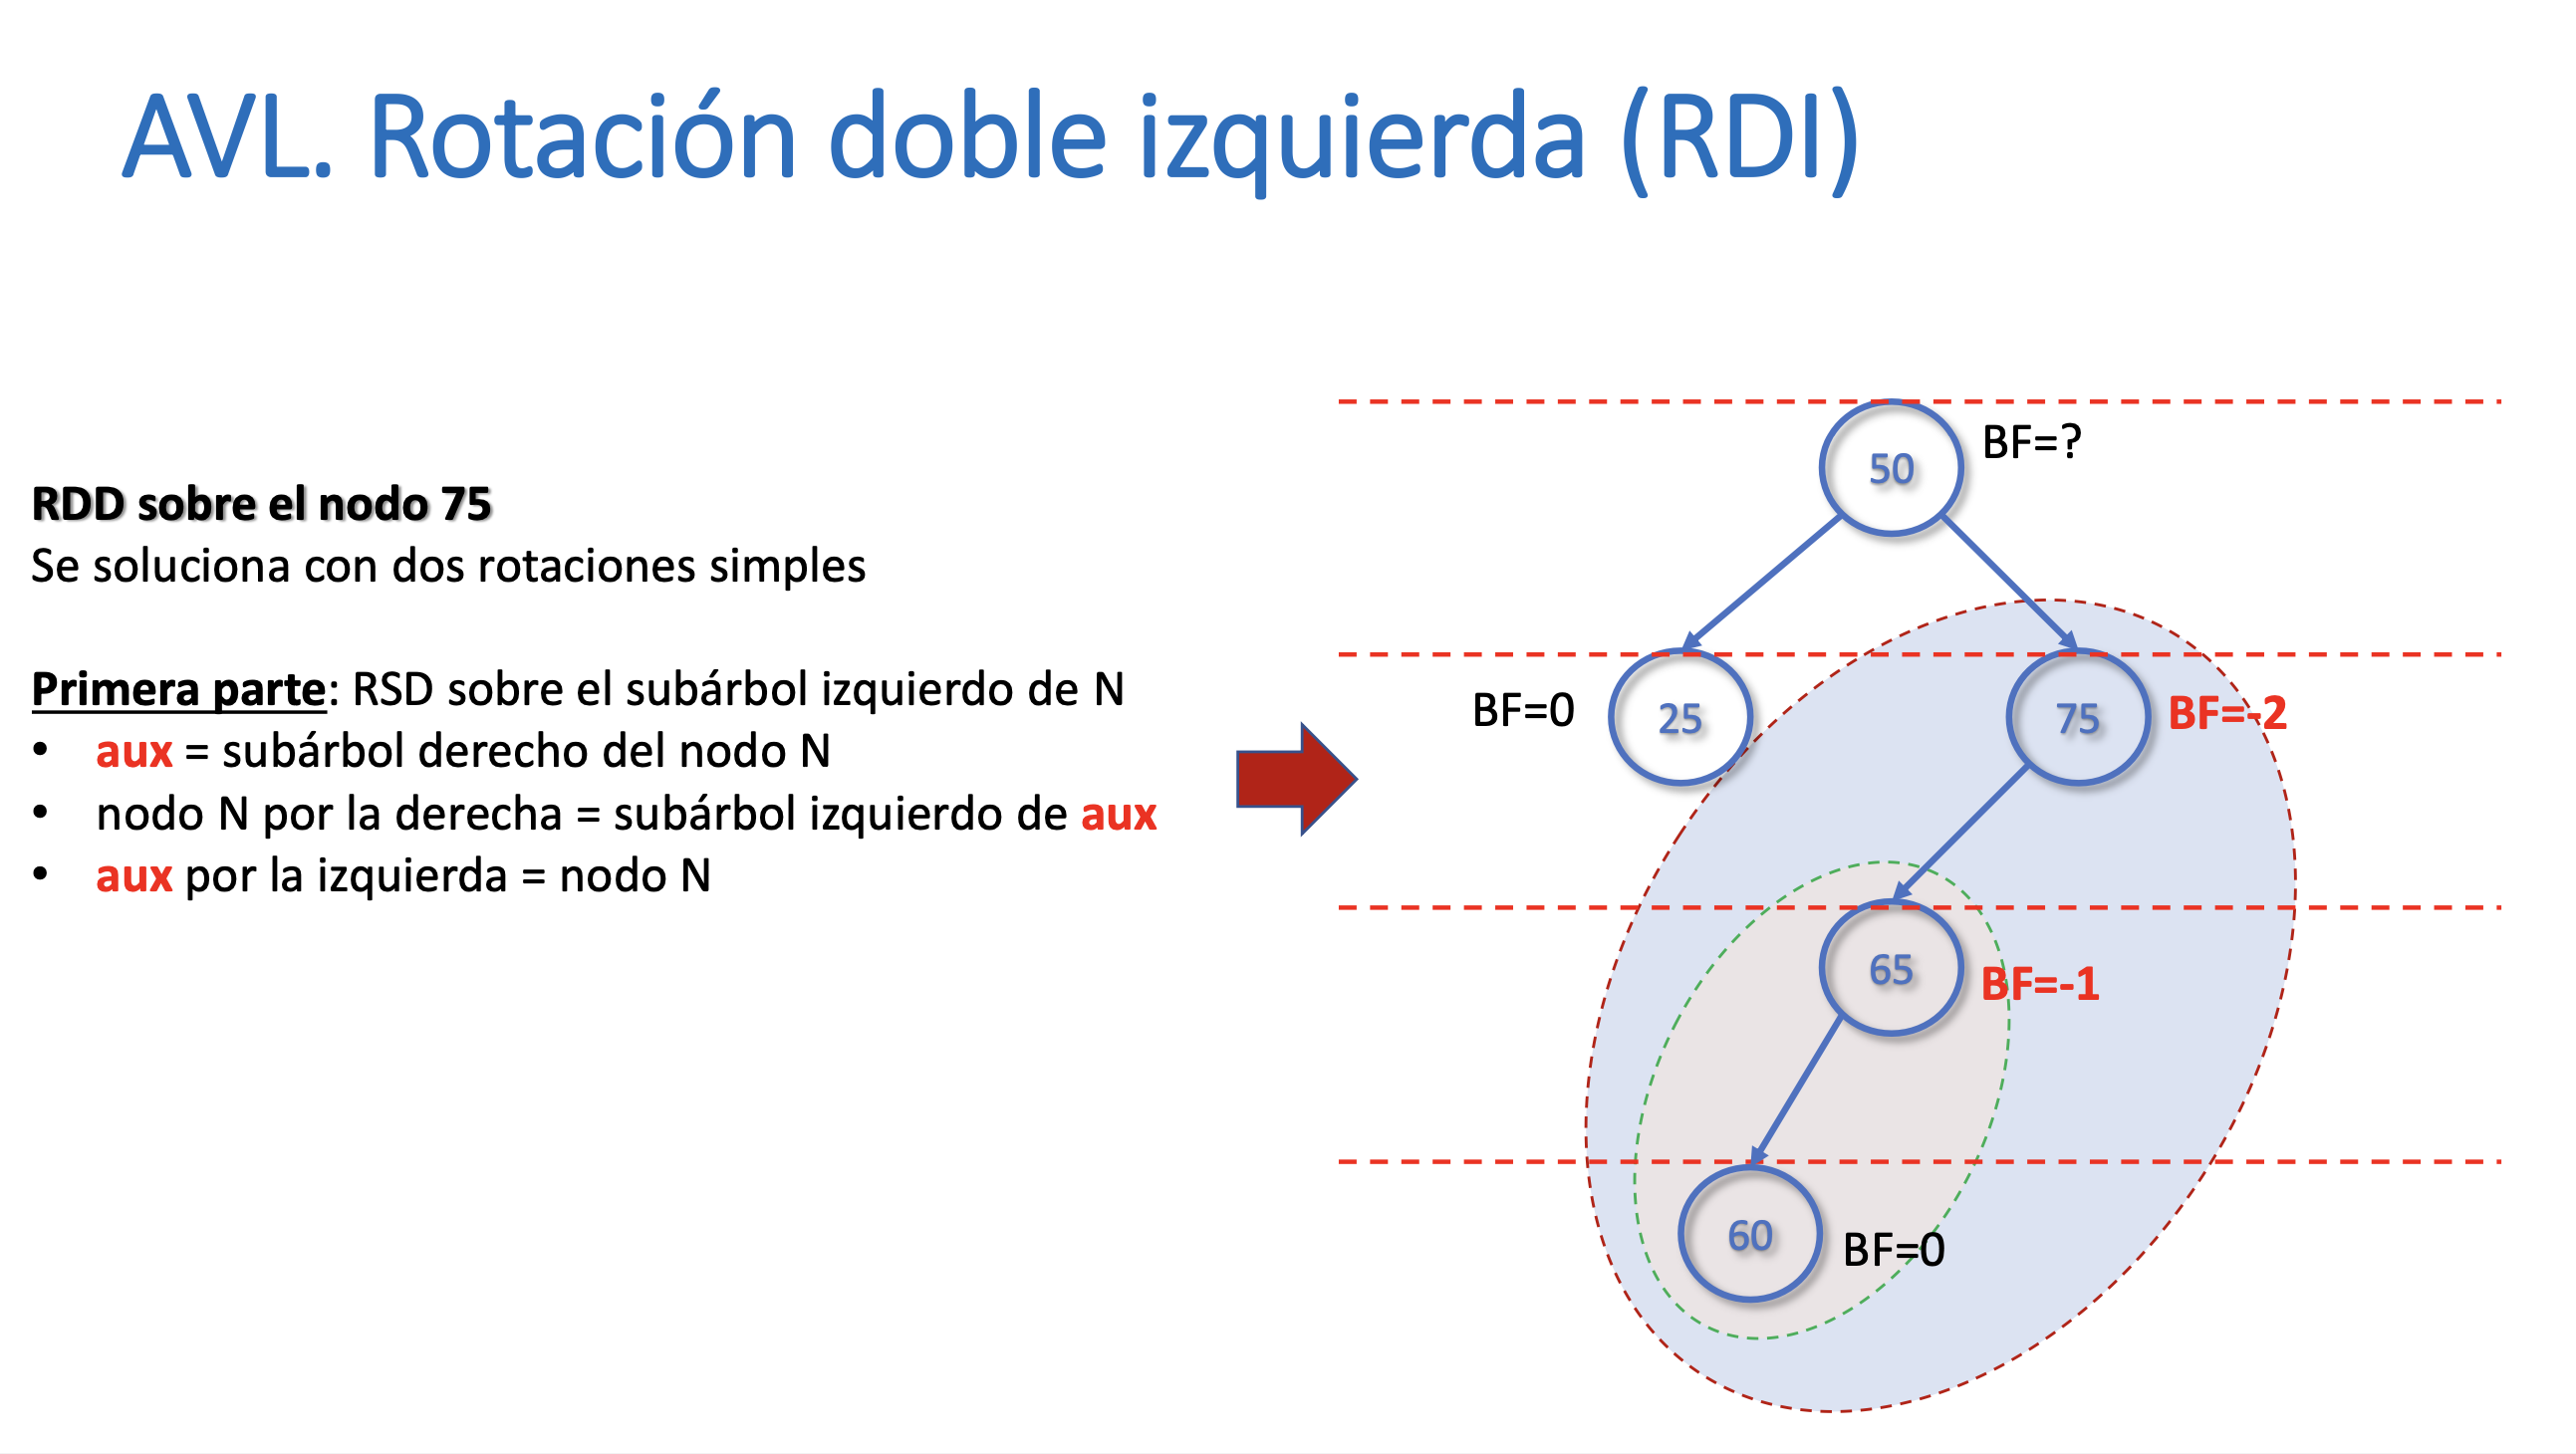 AVL. Rotación doble izquierda (RDI)
RDD sobre el nodo 75
Se soluciona con dos rotaciones simples
Primera parte: RSD sobre el subárbol izquierdo de N
• aux = subárbol derecho del nodo N
• nodo N por la derecha = subárbol izquierdo de aux
• aux por la izquierda = nodo N
50 BF=?
BF=0 25 75 BF=-2
65 BF=-1
60 BF=0